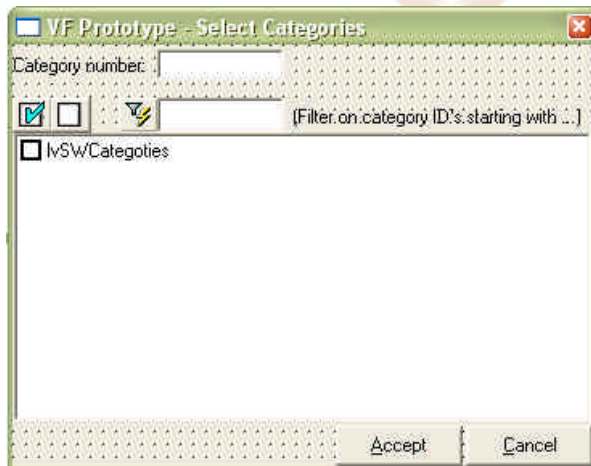 VF Prototype - Select Categories
Category number:
(Filter on category ID's starting with ...)
lvSWCategoties
Accept
Cancel